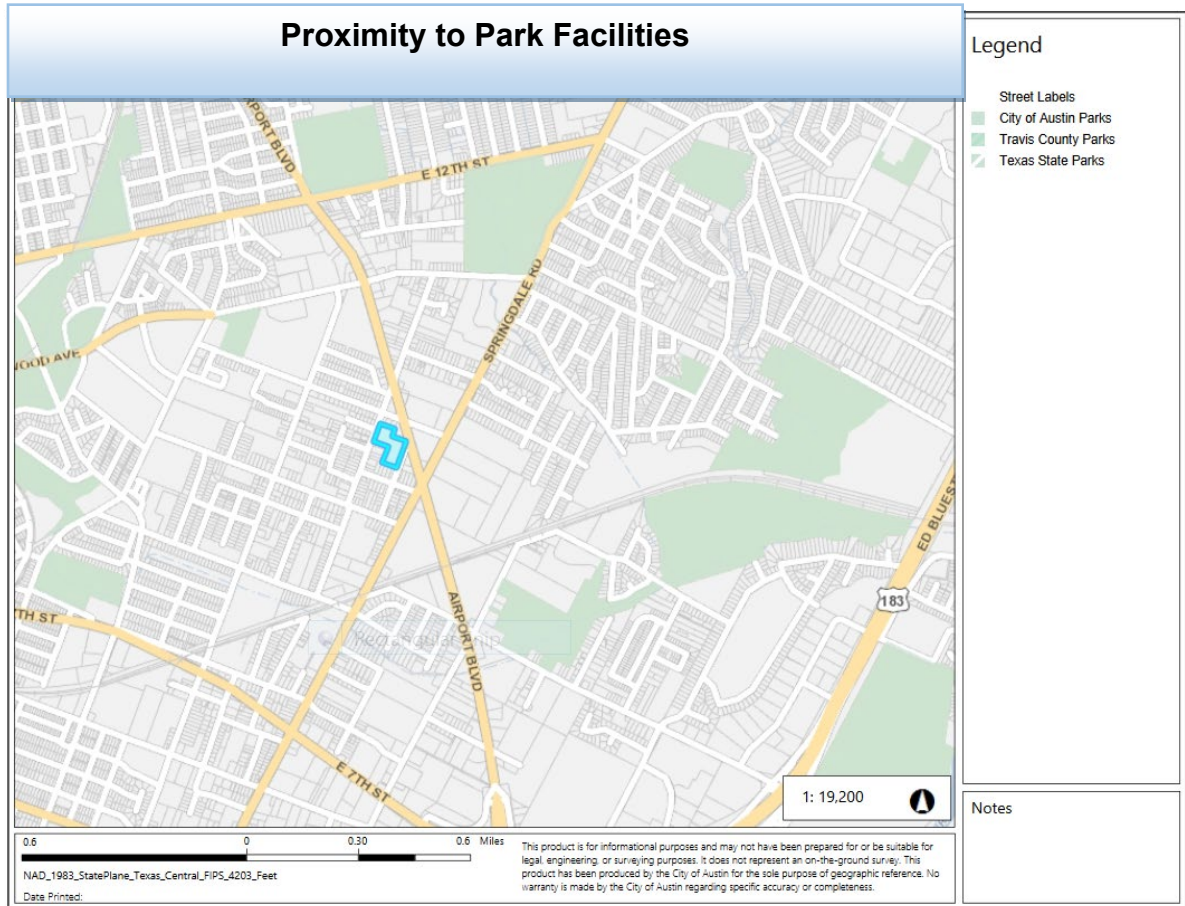 Proximity to Park Facilities
Legend
Street Labels
City of Austin Parks
Travis County Parks
Texas State Parks
RPORT BLVD
E 12TH ST
SPRINGDALE RD
WOOD AVE
ED BLUEST
183
7TH ST
AIRPORT BLVD
Rectangular Snip
E 7TH ST
1: 19,200
Notes
0.6 0 0.30 0.6 Miles
NAD_1983_StatePlane_Texas_Central_FIPS_4203_Feet
Date Printed:
This product is for informational purposes and may not have been prepared for or be suitable for
legal, engineering, or surveying purposes. It does not represent an on-the-ground survey. This
product has been produced by the City of Austin for the sole purpose of geographic reference. No
warranty is made by the City of Austin regarding specific accuracy or completeness.